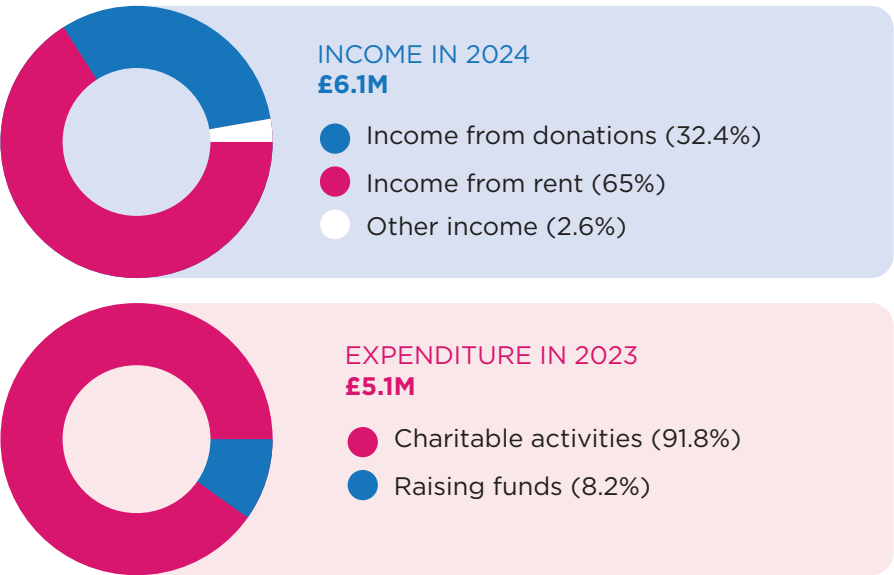 INCOME IN 2024
£6.1M
Income from donations (32.4%)
Income from rent (65%)
Other income (2.6%)
EXPENDITURE IN 2023
£5.1M
Charitable activities (91.8%)
Raising funds (8.2%)